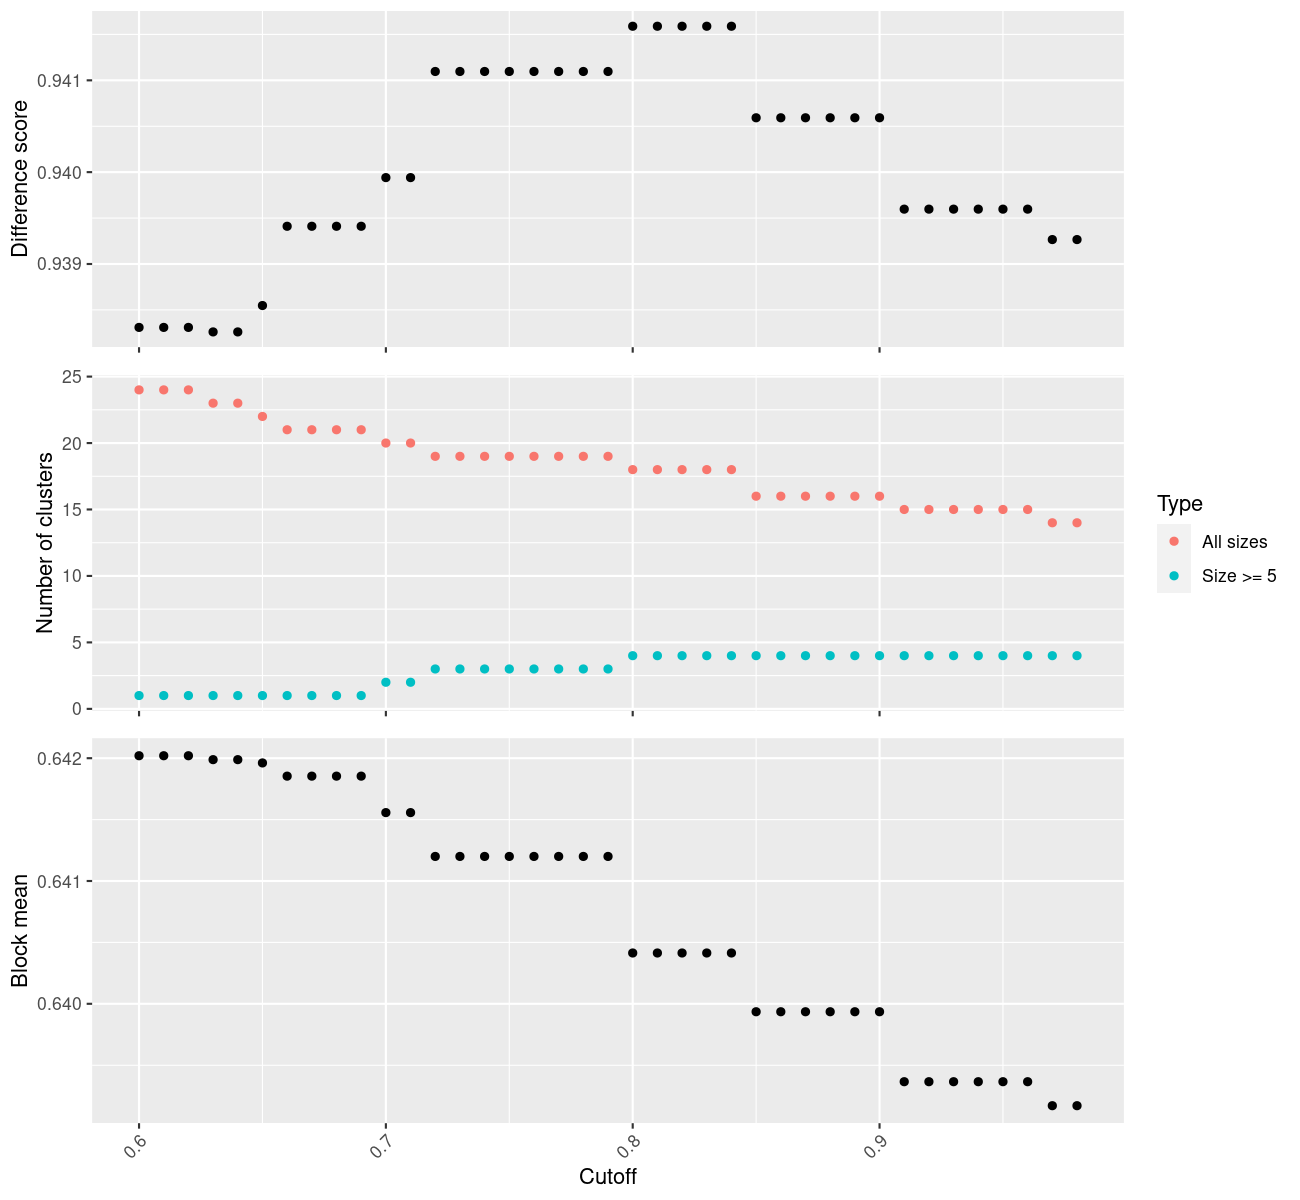 Difference score
0.941
0.940
0.939
Number of clusters
25
20
15
10
5
0
Type
All sizes
Size >= 5
Block mean
0.642
0.641
0.640
0.6
0.7
0.8
0.9
Cutoff